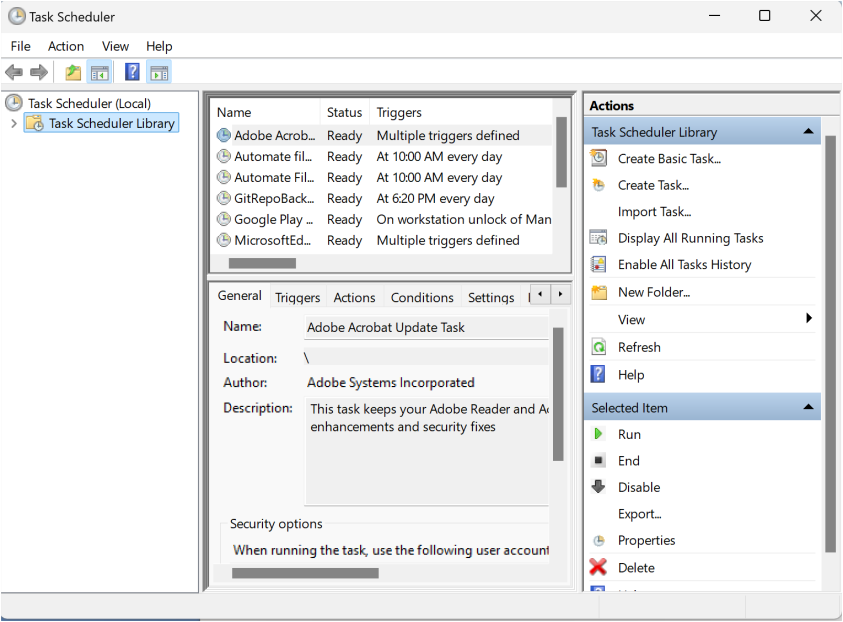 Task Scheduler
File Action View Help
Task Scheduler (Local)
Task Scheduler Library
Name Status Triggers
Adobe Acrob... Ready Multiple triggers defined
Automate fil... Ready At 10:00 AM every day
Automate Fil... Ready At 10:00 AM every day
GitRepoBack... Ready At 6:20 PM every day
Google Play ... Ready On workstation unlock of Man
MicrosoftEd... Ready Multiple triggers defined
General Triggers Actions Conditions Settings
Name: Adobe Acrobat Update Task
Location: \
Author: Adobe Systems Incorporated
Description: This task keeps your Adobe Reader and
enhancements and security fixes
Security options
When running the task, use the following user account
Actions
Task Scheduler Library
Create Basic Task...
Create Task...
Import Task...
Display All Running Tasks
Enable All Tasks History
New Folder...
View
Refresh
Help
Selected Item
Run
End
Disable
Export...
Properties
Delete